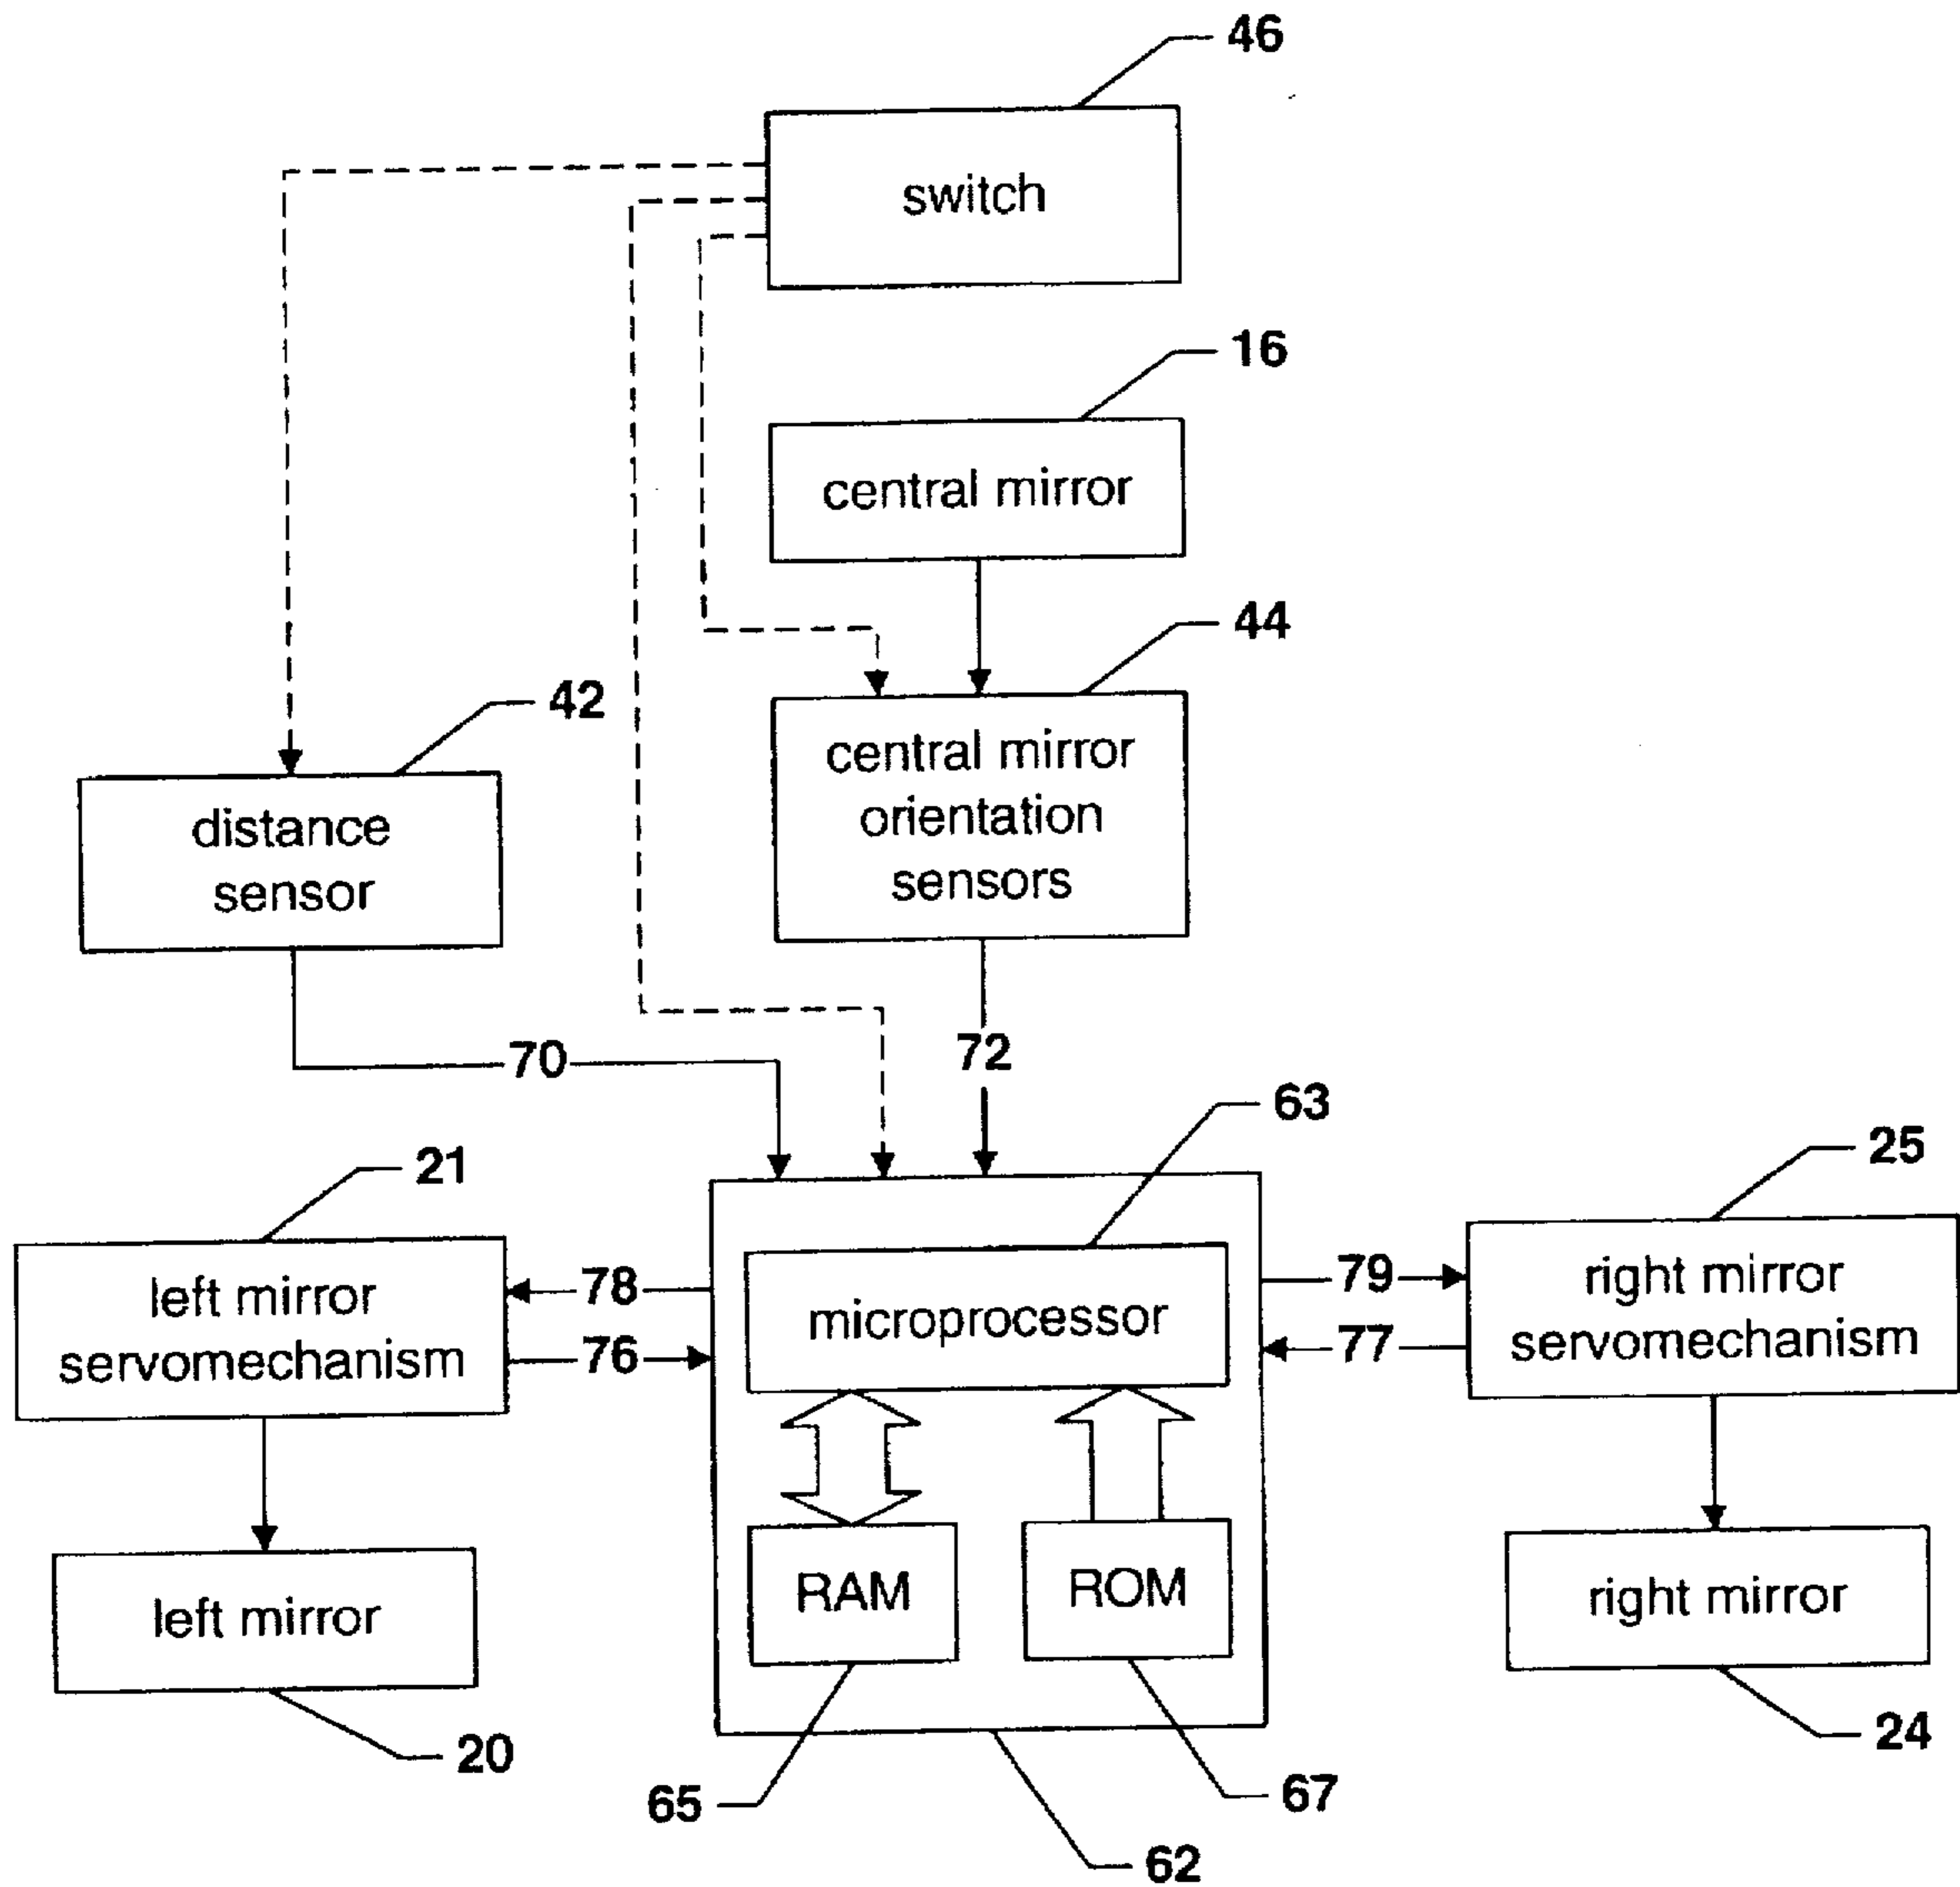 46
switch
16
central mirror
44
central mirror
orientation
sensors
42
distance
sensor
70
72
63
21
25
left mirror
servomechanism
78
76
microprocessor
79
77
right mirror
servomechanism
left mirror
RAM
ROM
right mirror
20
24
65
67
62